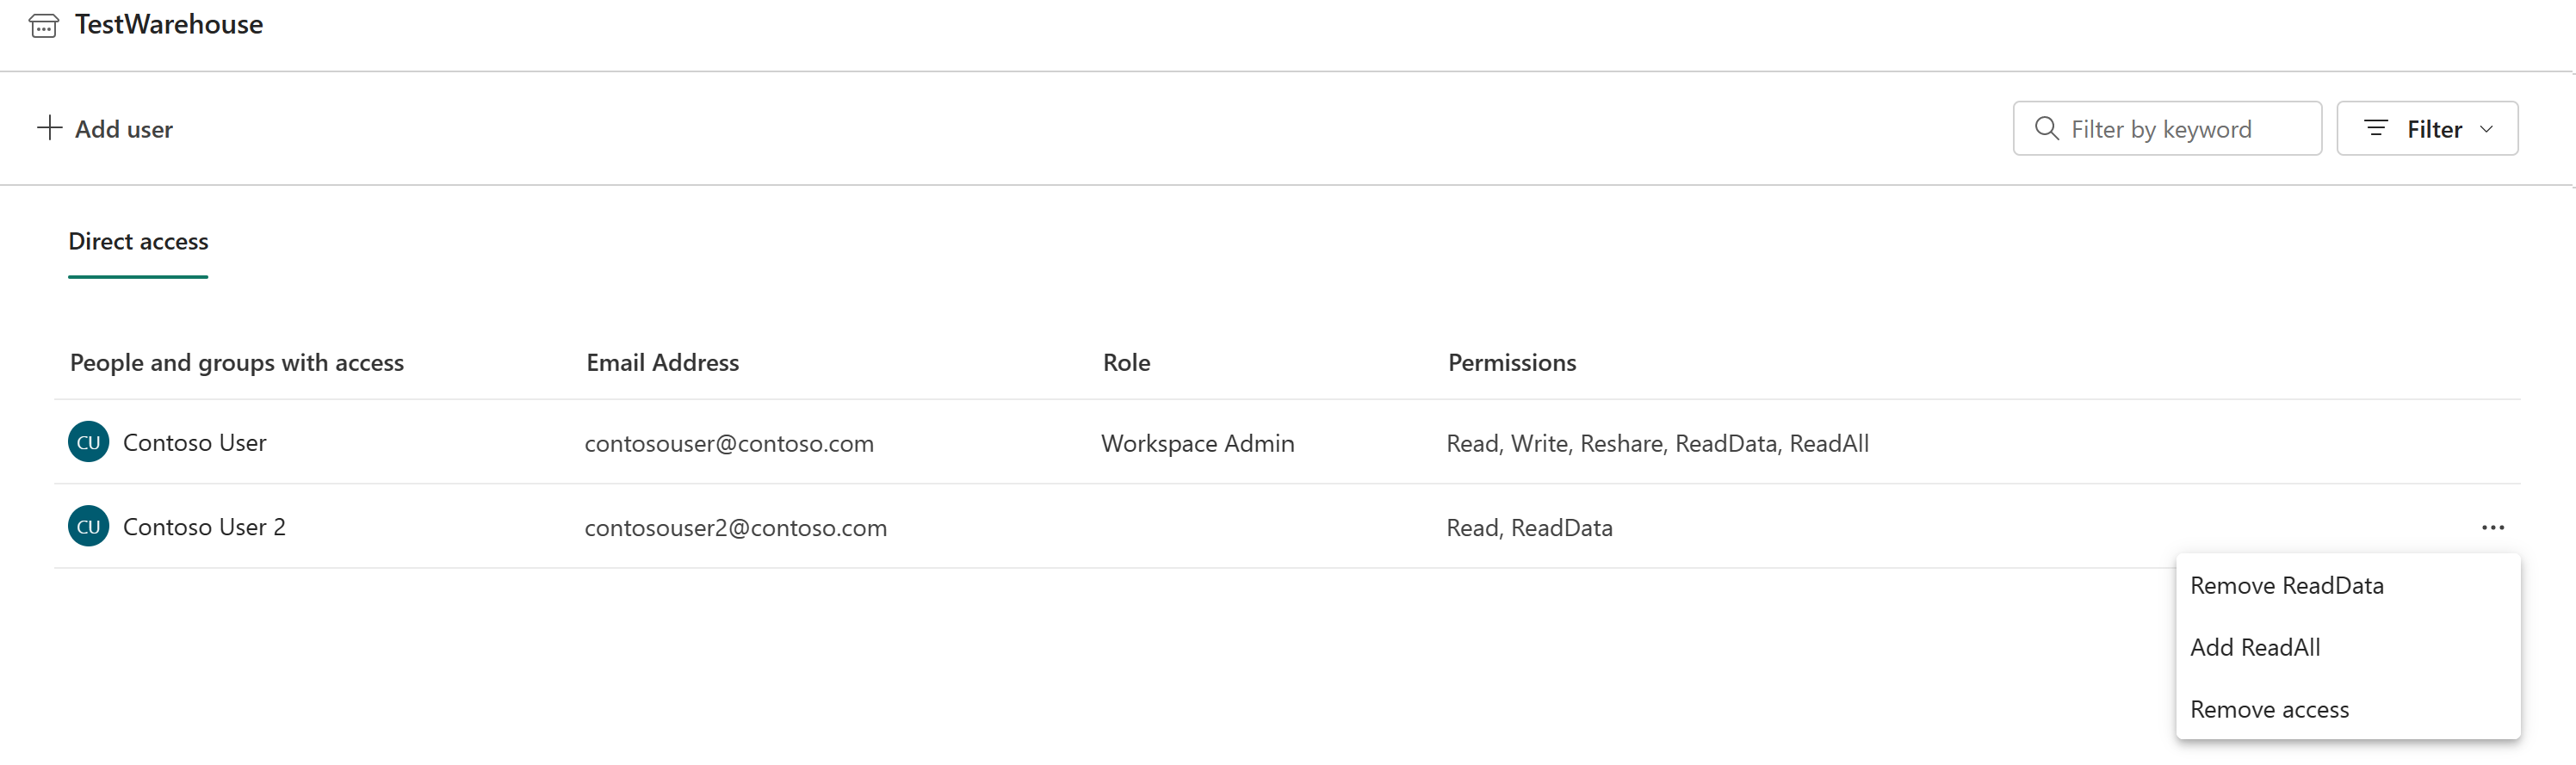 TestWarehouse
Add user
Filter by keyword
Filter
Direct access
People and groups with access Email Address Role Permissions
CU Contoso User contosouser@contoso.com Workspace Admin Read, Write, Reshare, ReadData, ReadAll
CU Contoso User 2 contosouser2@contoso.com Read, ReadData
Remove ReadData
Add ReadAll
Remove access